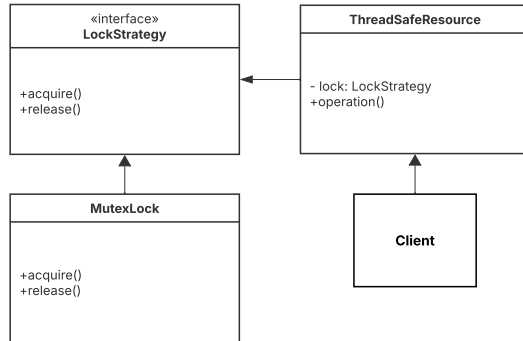 «interface»
LockStrategy
+acquire()
+release()
ThreadSafeResource
- lock: LockStrategy
+operation()
MutexLock
+acquire()
+release()
Client